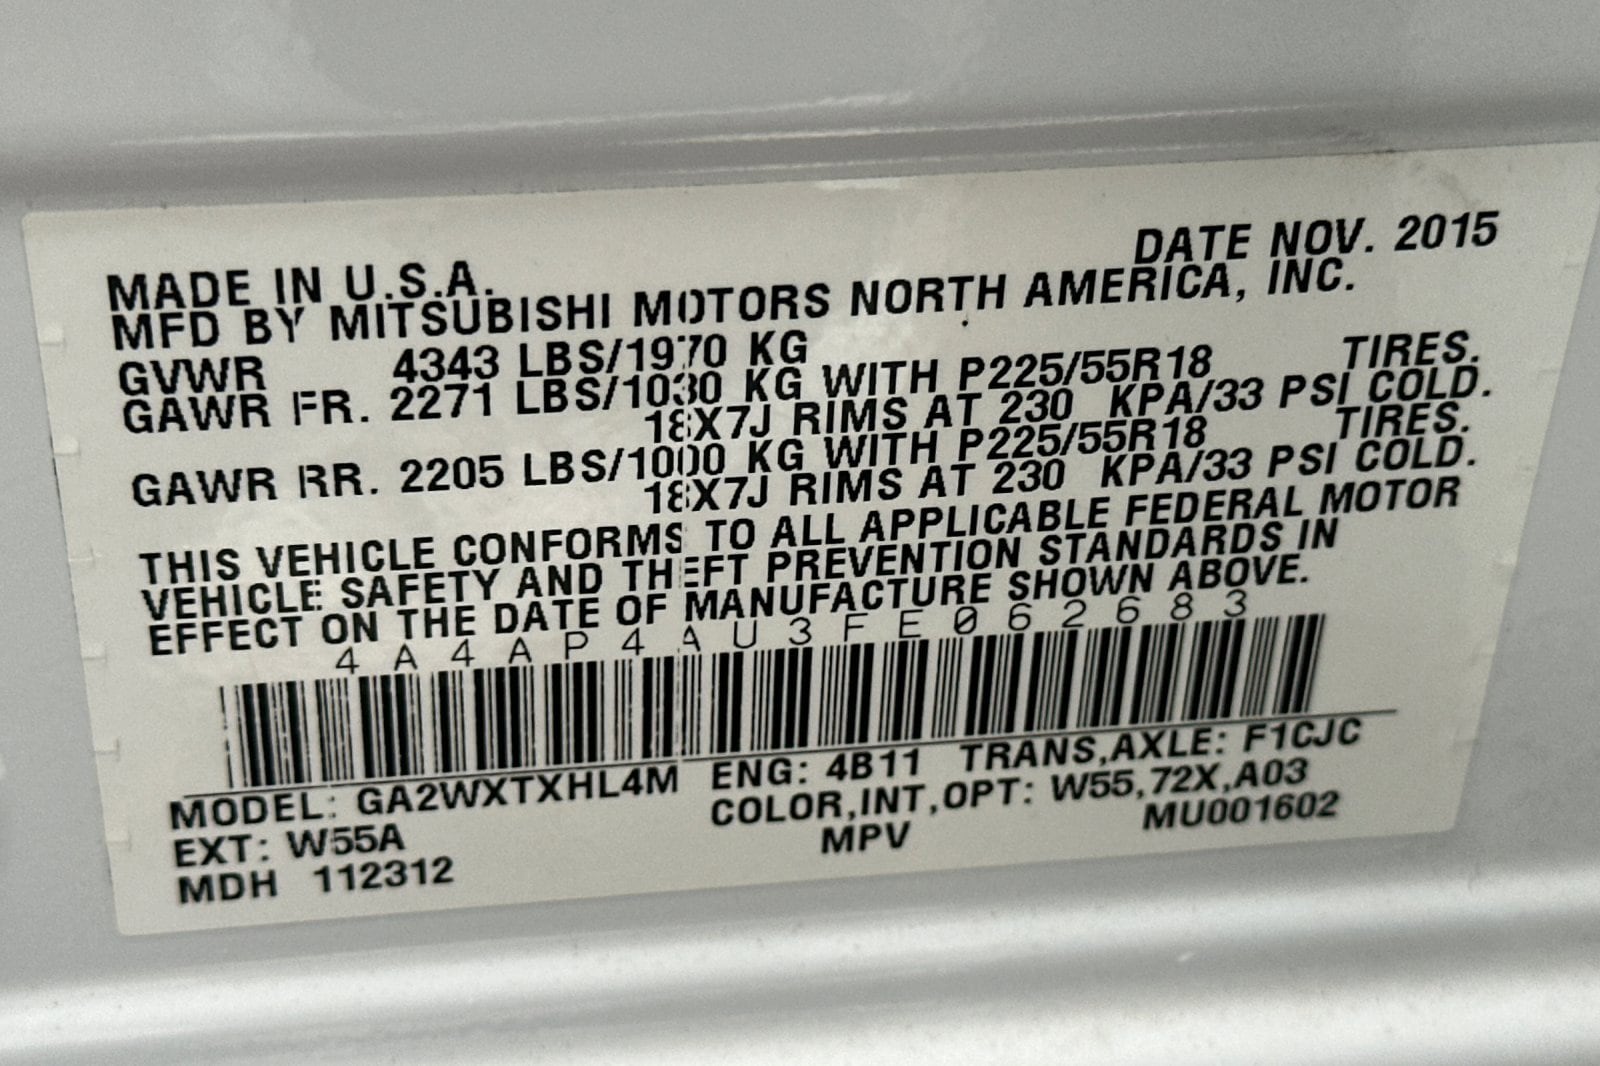 DATE NOV. 2015
MADE IN U.S.A.
MFD BY MITSUBISHI MOTORS NORTH AMERICA, INC.
GVWR 4343 LBS/1970 KG
GAWR FR. 2271 LBS/1030 KG WITH P225/55R18 TIRES.
18X7J RIMS AT 230 KPA/33 PSI COLD.
GAWR RR. 2205 LBS/1000 KG WITH P225/55R18 TIRES.
18X7J RIMS AT 230 KPA/33 PSI COLD.
THIS VEHICLE CONFORMS TO ALL APPLICABLE FEDERAL MOTOR
VEHICLE SAFETY AND THEFT PREVENTION STANDARDS IN
EFFECT ON THE DATE OF MANUFACTURE SHOWN ABOVE.
4A4AP4AU3FE062683
MODEL: GA2WXTXHL4M ENG: 4B11 TRANS,AXLE: F1CJC
EXT: W55A COLOR,INT,OPT: W55,72X,A03
MDH 112312 MPV MU001602